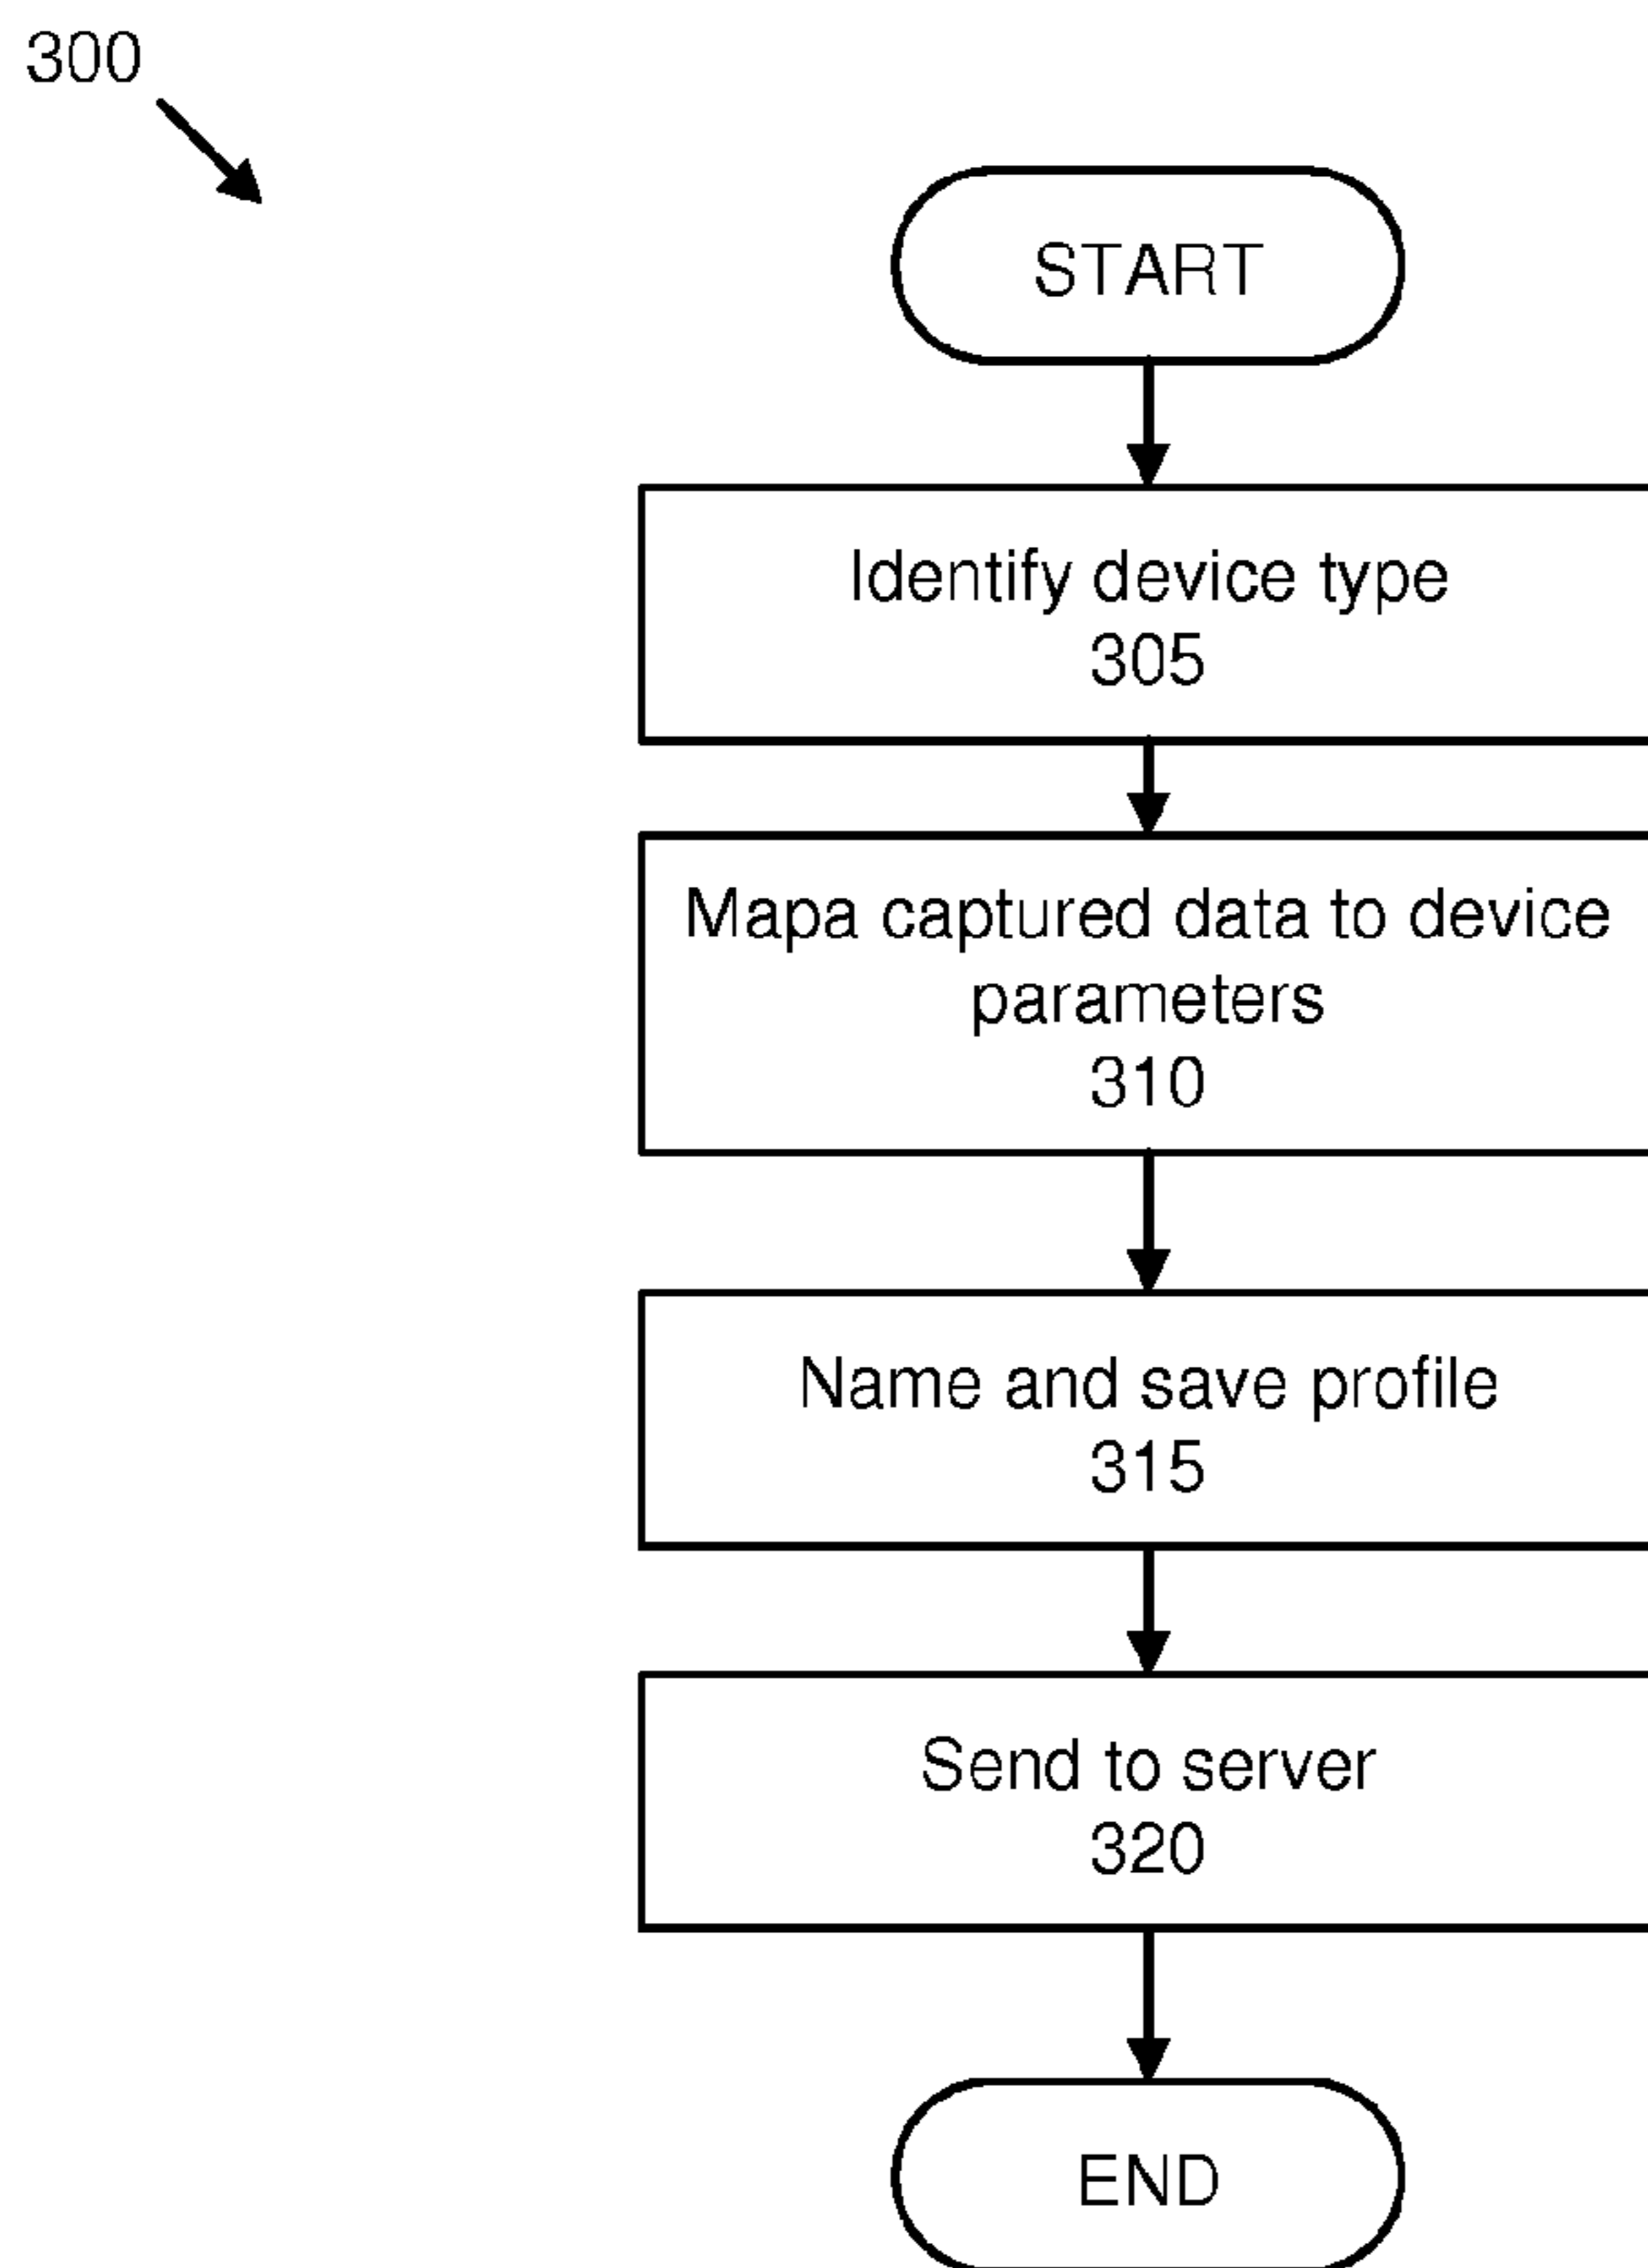 300
START
Identify device type
305
Mapa captured data to device
parameters
310
Name and save profile
315
Send to server
320
END